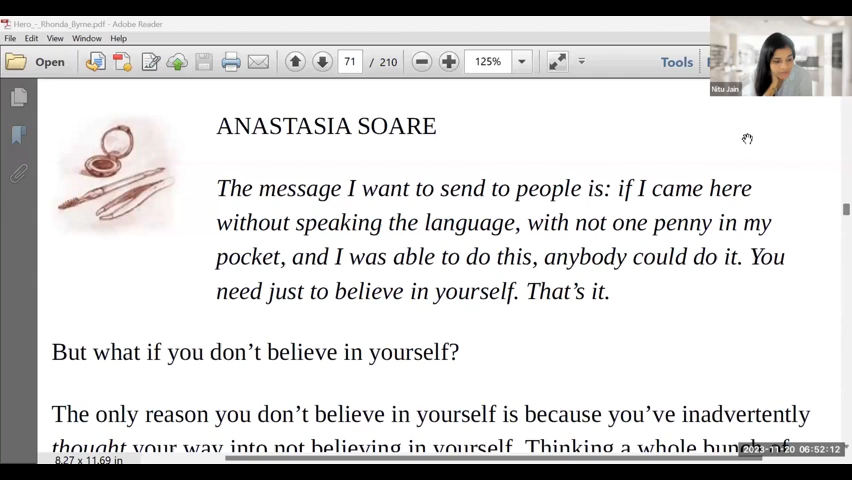 Hero_-_Rhonda_Byrne.pdf - Adobe Reader
File Edit View Window Help
Open 71 / 210 125% Tools
Nitu Jain
ANASTASIA SOARE
The message I want to send to people is: if I came here
without speaking the language, with not one penny in my
pocket, and I was able to do this, anybody could do it. You
need just to believe in yourself. That’s it.
But what if you don’t believe in yourself?
The only reason you don’t believe in yourself is because you’ve inadvertently
thought your way into not believing in yourself. Thinking a whole bunch of
8.27 x 11.69 in
2023-11-20 06:52:12